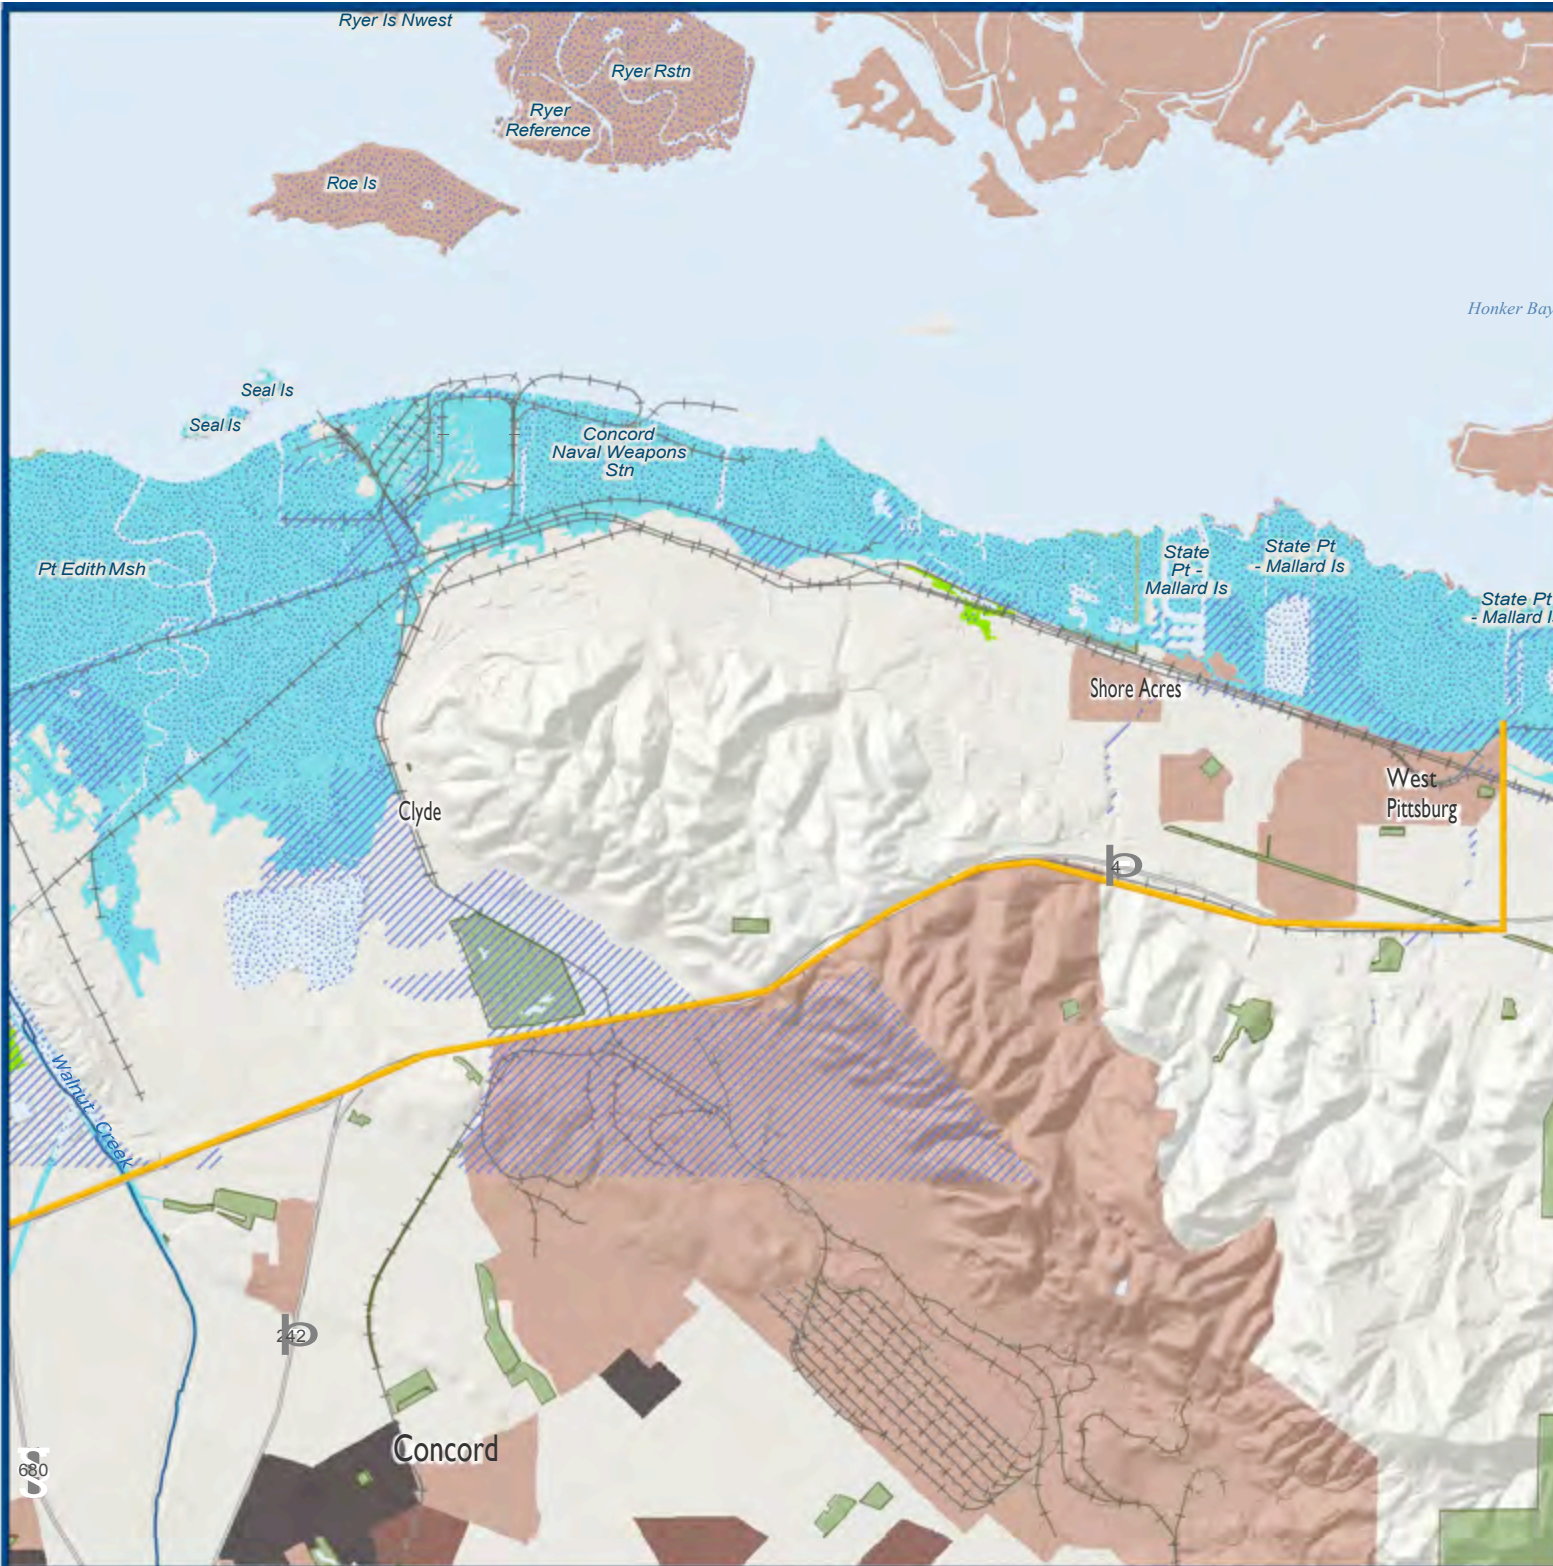 Ryer Is Nwest
Ryer Rstn
Ryer
Reference
Roe Is
Honker Bay
Seal Is
Seal Is
Concord
Naval Weapons
Stn
Pt Edith Msh
State
Pt -
Mallard Is
State Pt
- Mallard Is
State Pt
- Mallard I
Shore Acres
West
Pittsburg
Clyde
4
Walnut Creek
242
Concord
680